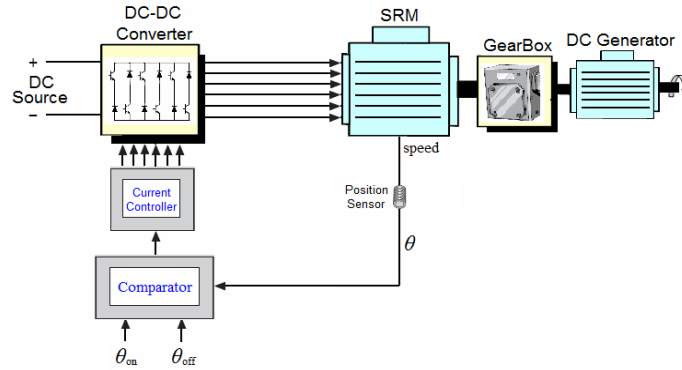 DC-DC
Converter
SRM
GearBox
DC Generator
+
DC
Source
−
speed
Position
Sensor
Current
Controller
θ
Comparator
θon
θoff